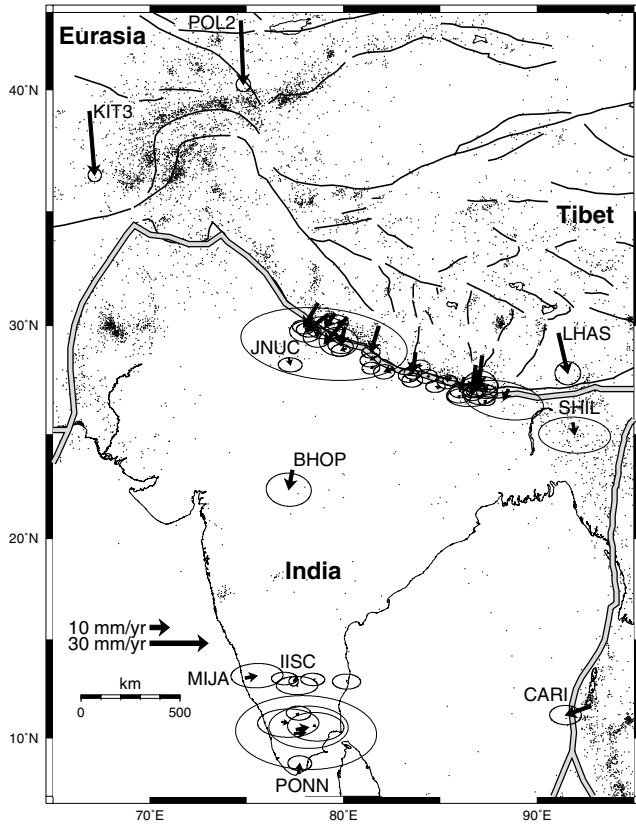 POL2
Eurasia
40°N
KIT3
Tibet
30°N
LHAS
JNUC
SHIL
BHOP
20°N
India
10 mm/yr
30 mm/yr
IISC
MIJA
km
CARI
0 500
10°N
PONN
70°E 80°E 90°E